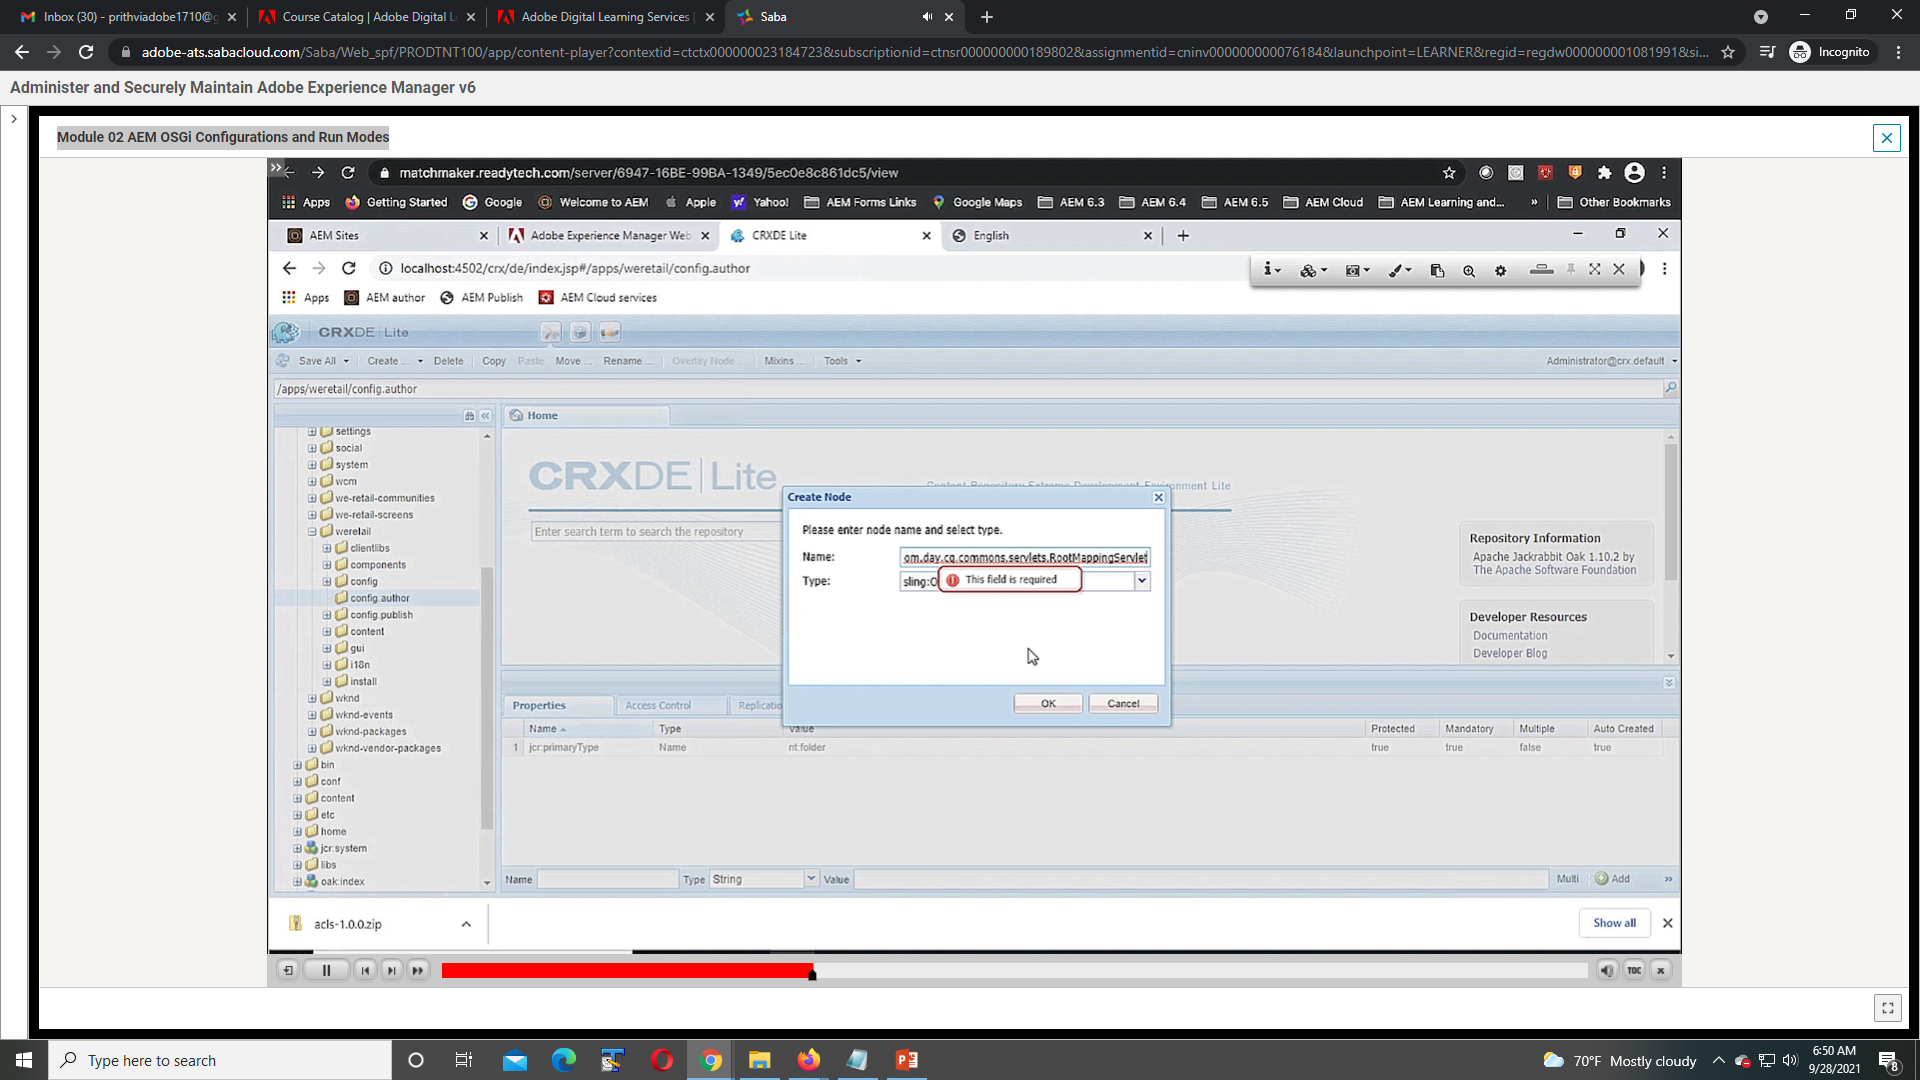 Inbox (30) - prithviadobe1710@g
Course Catalog | Adobe Digital L
Adobe Digital Learning Services
Saba
adobe-ats.sabacloud.com/Saba/Web_spf/PRODTNT100/app/content-player?contextid=ctctx000000023184723&subscriptionid=ctnsr0000000000189802&assignmentid=cninv000000000076184&launchpoint=LEARNER&regid=regdw000000001081991&si...
Incognito
Administer and Securely Maintain Adobe Experience Manager v6
Module 02 AEM OSGi Configurations and Run Modes
matchmaker.readytech.com/server/6947-16BE-99BA-1349/5ec0e8c861dc5/view
Apps
Getting Started
Google
Welcome to AEM
Apple
Yahoo!
AEM Forms Links
Google Maps
AEM 6.3
AEM 6.4
AEM 6.5
AEM Cloud
AEM Learning and...
Other Bookmarks
AEM Sites
Adobe Experience Manager Web
CRXDE Lite
English
localhost:4502/crx/de/index.jsp#/apps/weretail/config.author
Apps
AEM author
AEM Publish
AEM Cloud services
CRXDE | Lite
Save All
Create ...
Delete
Copy
Paste
Move ...
Rename ...
Overlay Node ...
Mixins ...
Tools
Administrator@crx.default
/apps/weretail/config.author
Home
settings
social
system
wcm
we-retail-communities
we-retail-screens
weretail
clientlibs
components
config
config.author
config.publish
content
gui
i18n
install
wknd
wknd-events
wknd-packages
wknd-vendor-packages
bin
conf
content
etc
home
jcr:system
libs
oak:index
CRXDE | Lite
Content Repository Extreme Development Environment Lite
Enter search term to search the repository
Repository Information
Apache Jackrabbit Oak 1.10.2 by
The Apache Software Foundation
Developer Resources
Documentation
Developer Blog
Create Node
Please enter node name and select type.
Name:
om.day.cq.commons.servlets.RootMappingServlet
Type:
sling:O
This field is required
OK
Cancel
Properties
Access Control
Replicatio
Name
Type
Value
Protected
Mandatory
Multiple
Auto Created
1
jcr:primaryType
Name
nt:folder
true
true
false
true
Name
Type
String
Value
Multi
Add
acls-1.0.0.zip
Show all
TOC
Type here to search
70°F Mostly cloudy
6:50 AM
9/28/2021
8